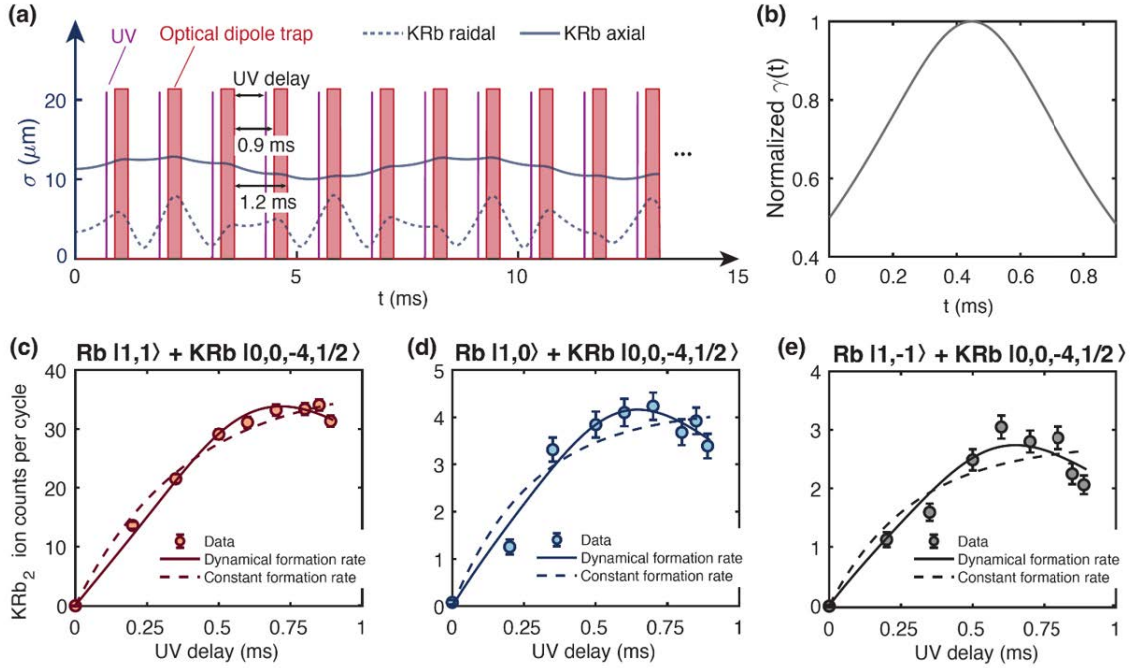 (a)
UV
Optical dipole trap
KRb raidal
KRb axial
UV delay
0.9 ms
1.2 ms
...
σ (μm)
20
10
0
0
5
10
15
t (ms)
(b)
Normalized γ(t)
1
0.8
0.6
0.4
0
0.2
0.4
0.6
0.8
t (ms)
(c)
Rb |1,1⟩ + KRb |0,0,-4,1/2⟩
KRb₂ ion counts per cycle
40
30
20
10
0
Data
Dynamical formation rate
Constant formation rate
0
0.25
0.5
0.75
1
UV delay (ms)
(d)
Rb |1,0⟩ + KRb |0,0,-4,1/2⟩
5
4
3
2
1
0
Data
Dynamical formation rate
Constant formation rate
0
0.25
0.5
0.75
1
UV delay (ms)
(e)
Rb |1,-1⟩ + KRb |0,0,-4,1/2⟩
4
3
2
1
0
Data
Dynamical formation rate
Constant formation rate
0
0.25
0.5
0.75
1
UV delay (ms)